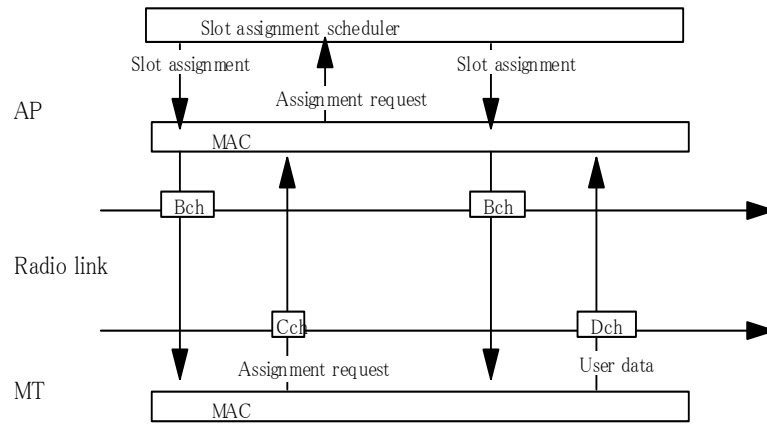 Slot assignment scheduler
Slot assignment
Slot assignment
Assignment request
AP
MAC
Bch
Bch
Radio link
Cch
Dch
Assignment request
User data
MT
MAC